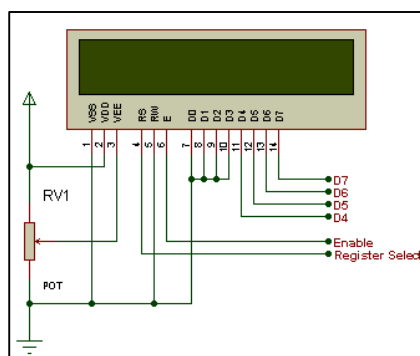 VSS VDD VEE RS RW E D0 D1 D2 D3 D4 D5 D6 D7
1 2 3 4 5 6 7 8 9 10 11 12 13 14
D7
D6
D5
D4
RV1
Enable
Register Select
POT